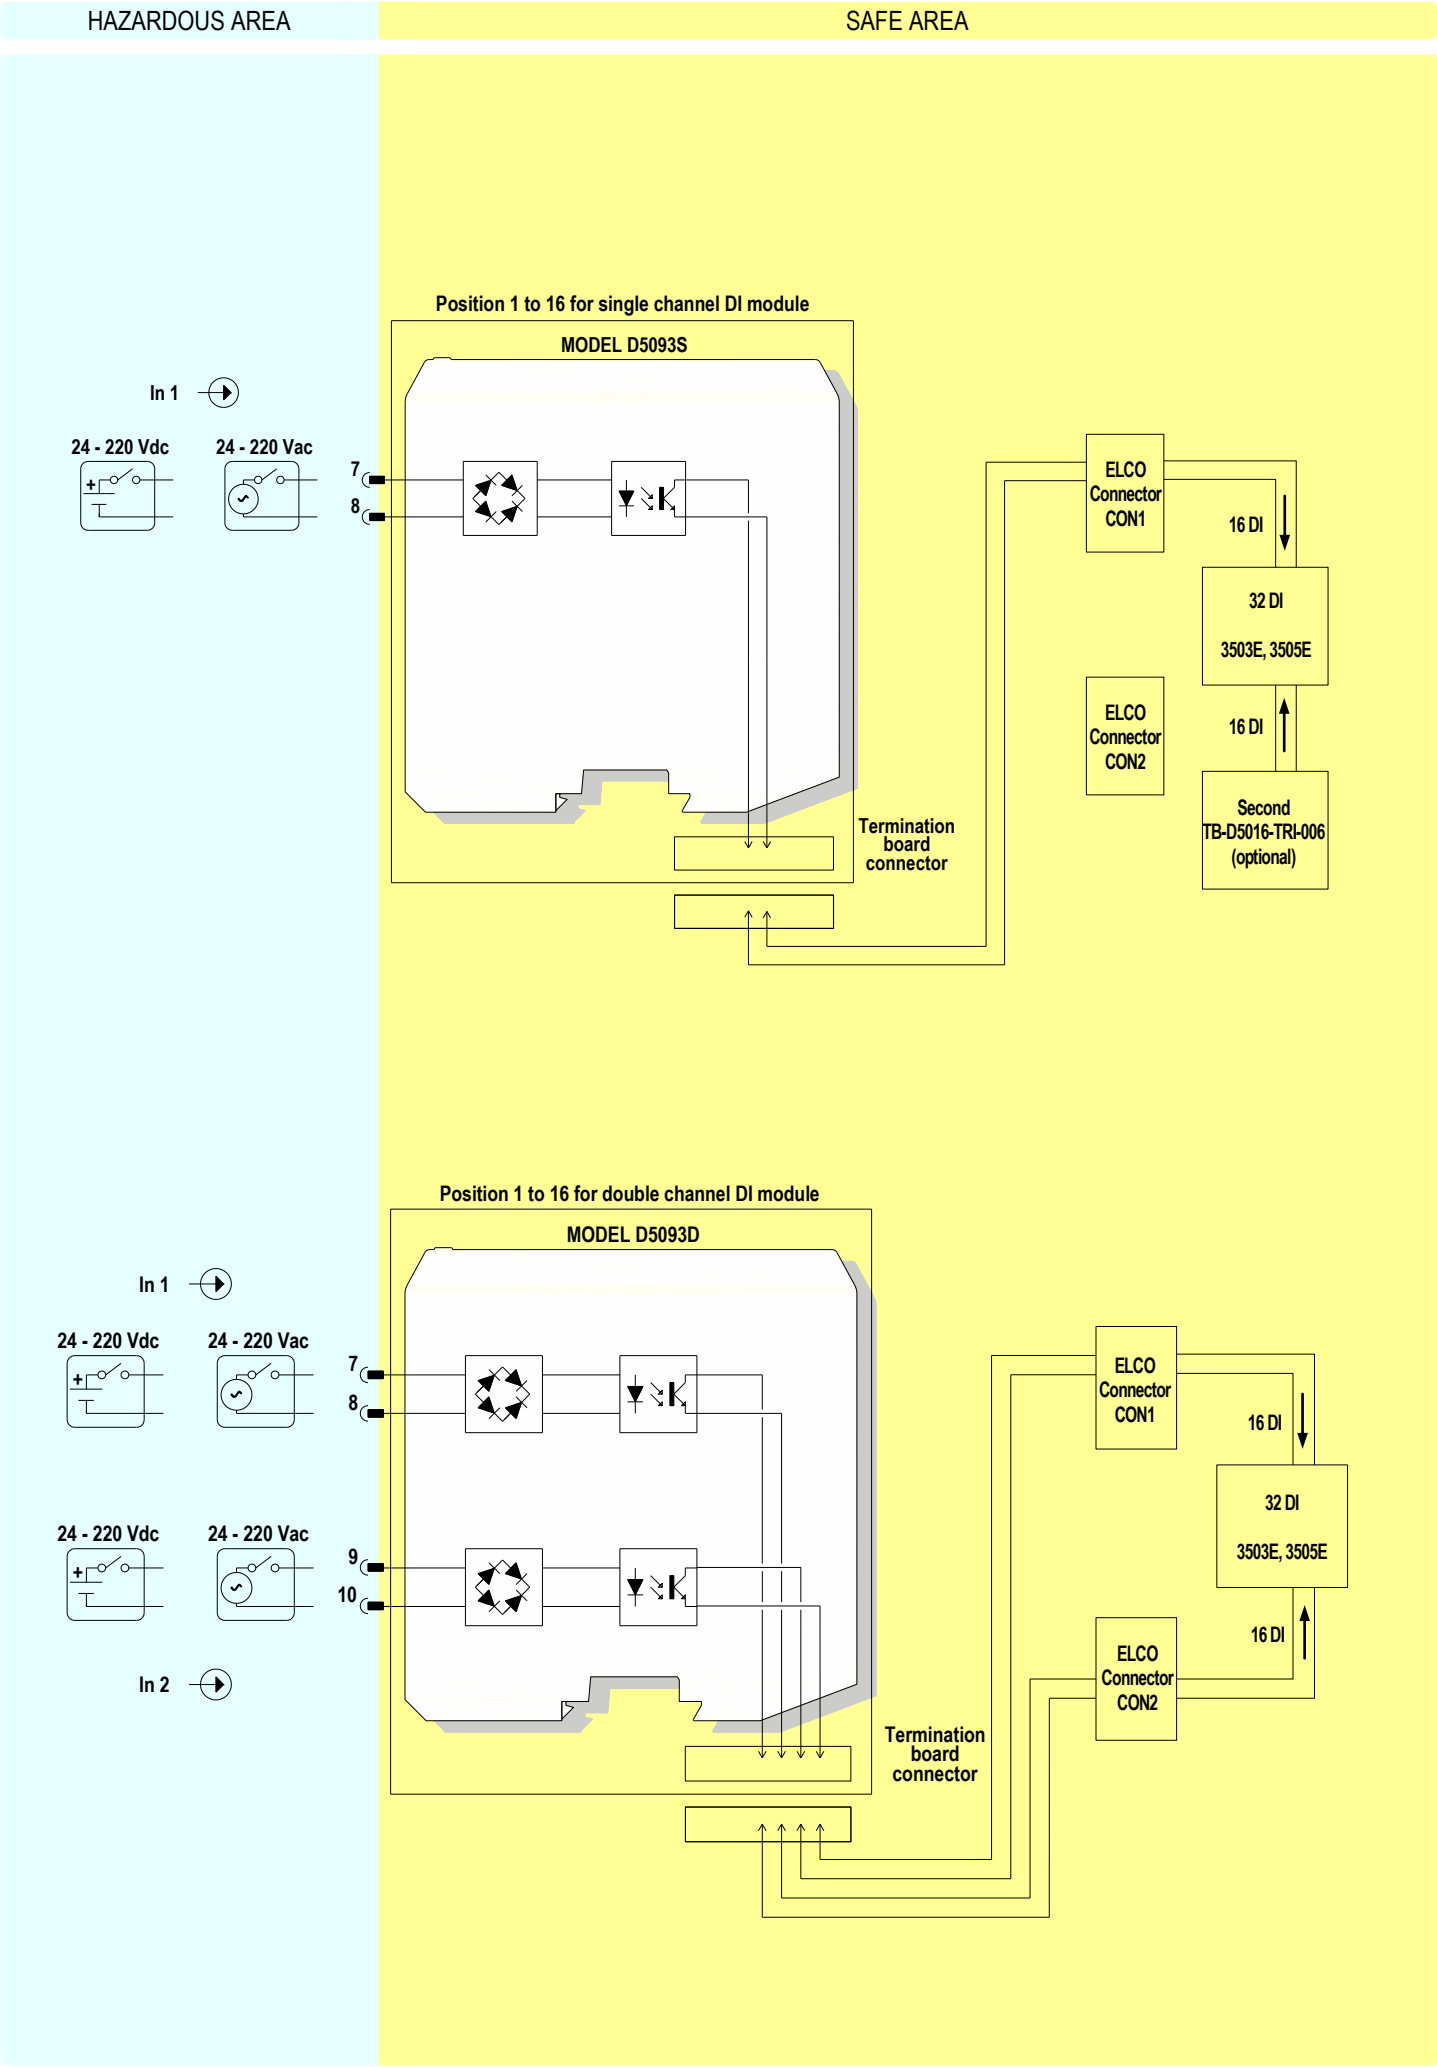 HAZARDOUS AREA
SAFE AREA
Position 1 to 16 for single channel DI module
MODEL D5093S
In 1
24 - 220 Vdc
24 - 220 Vac
+
7
8
ELCO
Connector
CON1
16 DI
32 DI
3503E, 3505E
ELCO
Connector
CON2
16 DI
Second
TB-D5016-TRI-006
(optional)
Termination
board
connector
Position 1 to 16 for double channel DI module
MODEL D5093D
In 1
24 - 220 Vdc
24 - 220 Vac
+
7
8
ELCO
Connector
CON1
16 DI
32 DI
3503E, 3505E
24 - 220 Vdc
24 - 220 Vac
+
9
10
In 2
16 DI
ELCO
Connector
CON2
Termination
board
connector